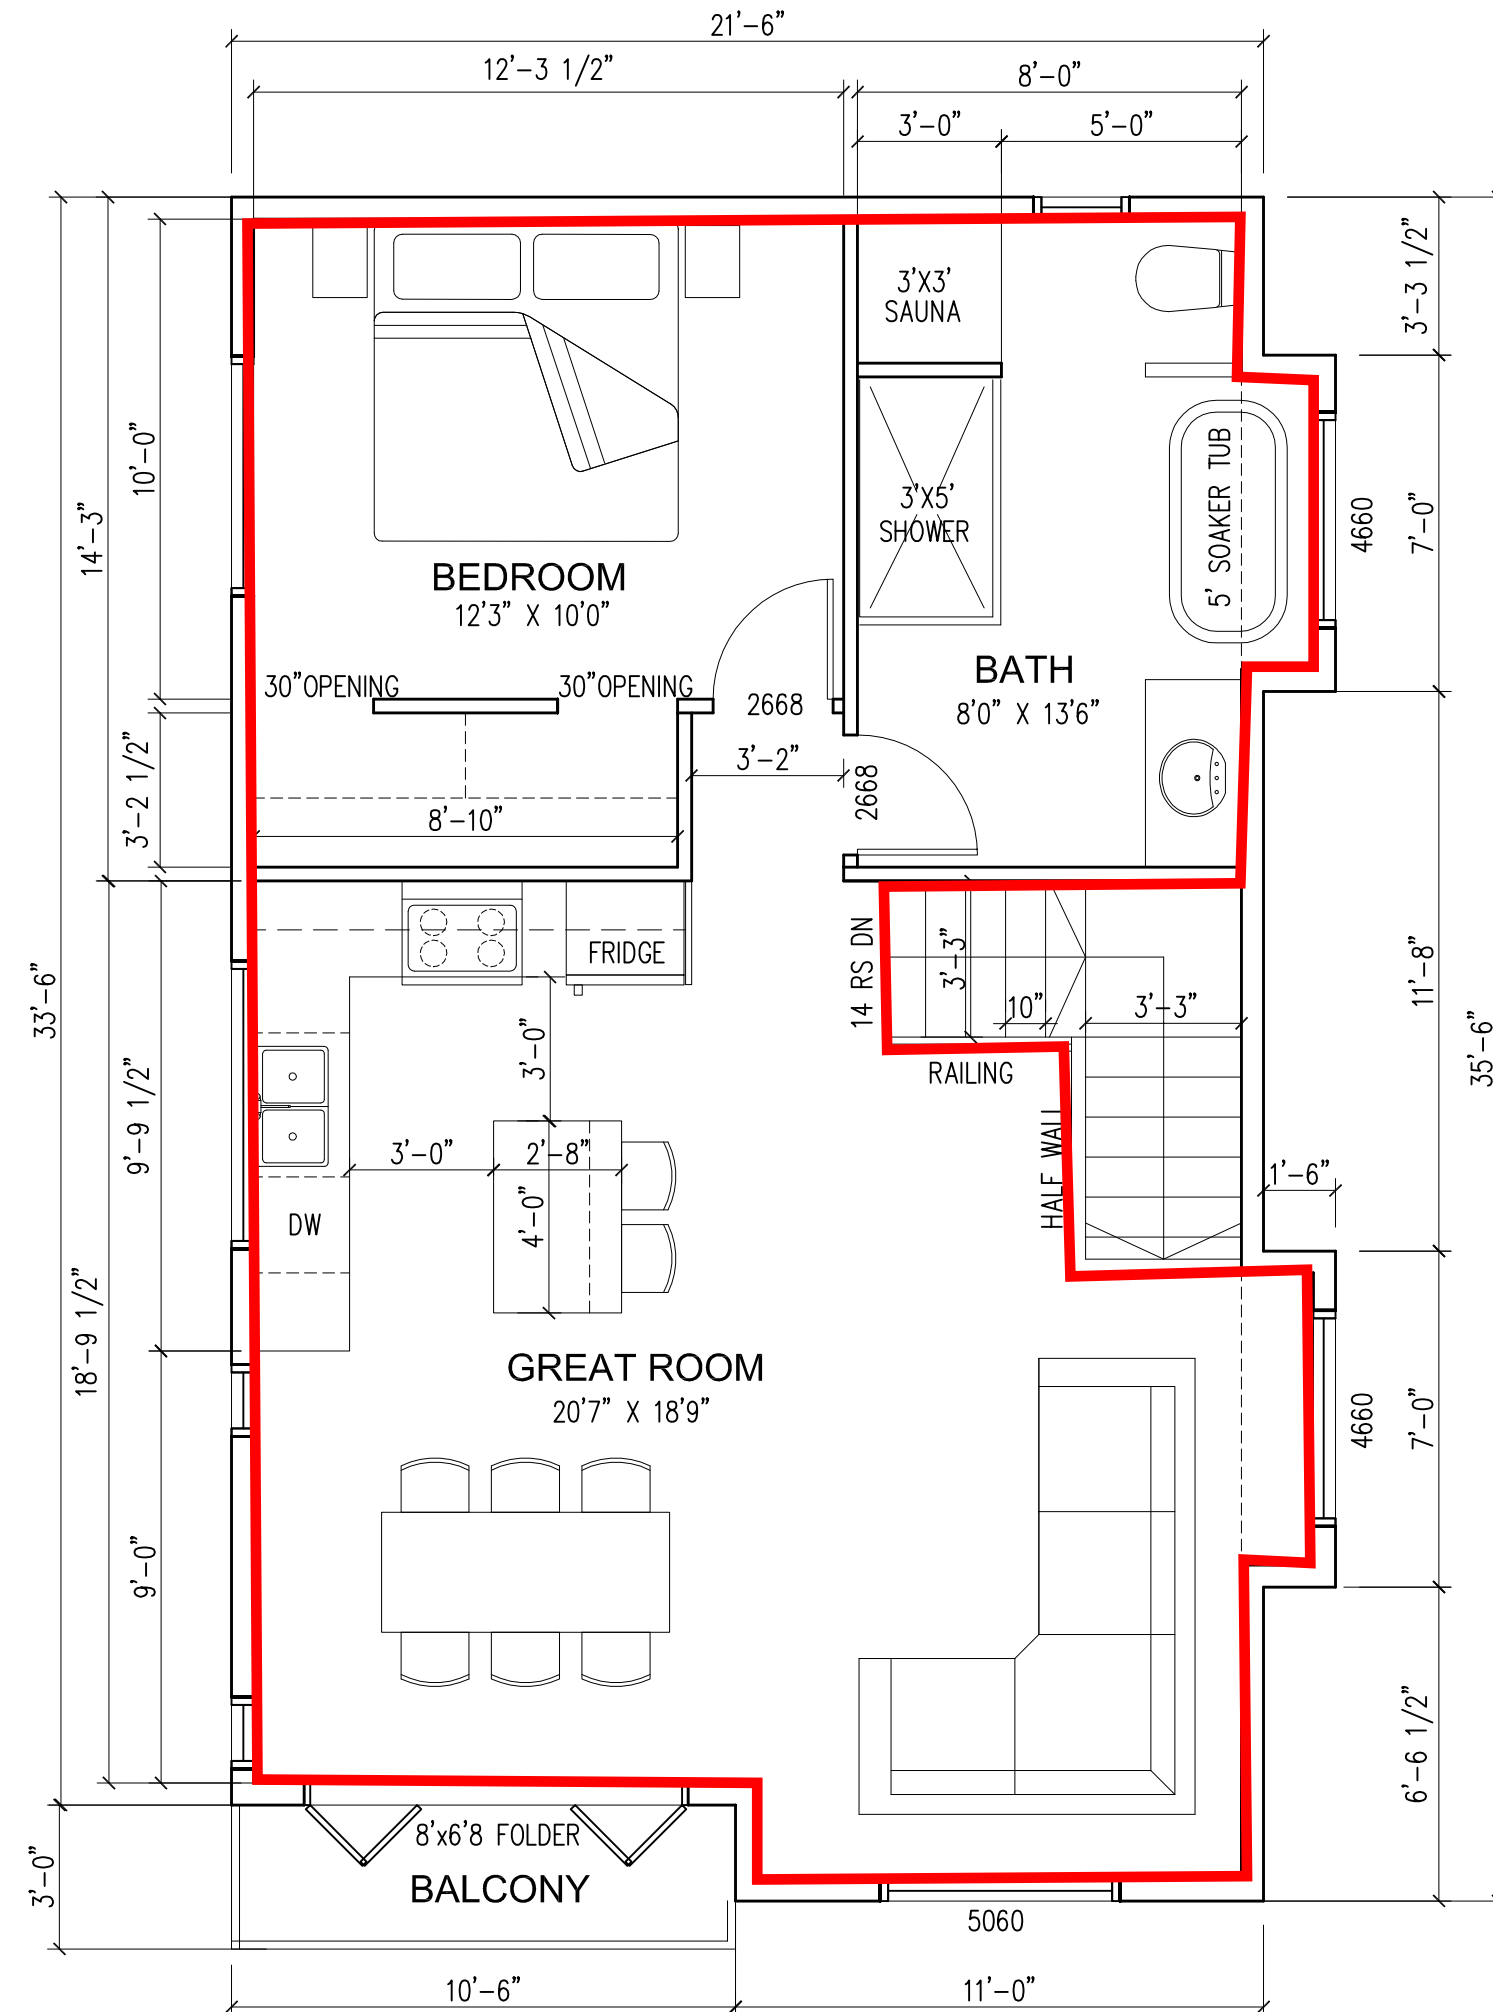 21'-6"
12'-3 1/2"
8'-0"
3'-0"
5'-0"
3'-3 1/2"
3'X3'
SAUNA
10'-0"
14'-3"
5' SOAKER TUB
4660
7'-0"
3'X5'
SHOWER
BEDROOM
12'3" X 10'0"
BATH
8'0" X 13'6"
30"OPENING
30"OPENING
2668
3'-2"
2668
3'-2 1/2"
8'-10"
FRIDGE
14 RS DN
3'-3"
10"
3'-3"
11'-8"
33'-6"
35'-6"
3'-0"
RAILING
9'-9 1/2"
3'-0"
2'-8"
4'-0"
HALF WALL
1'-6"
DW
18'-9 1/2"
GREAT ROOM
20'7" X 18'9"
4660
7'-0"
9'-0"
6'-6 1/2"
8'x6'8 FOLDER
BALCONY
3'-0"
5060
10'-6"
11'-0"